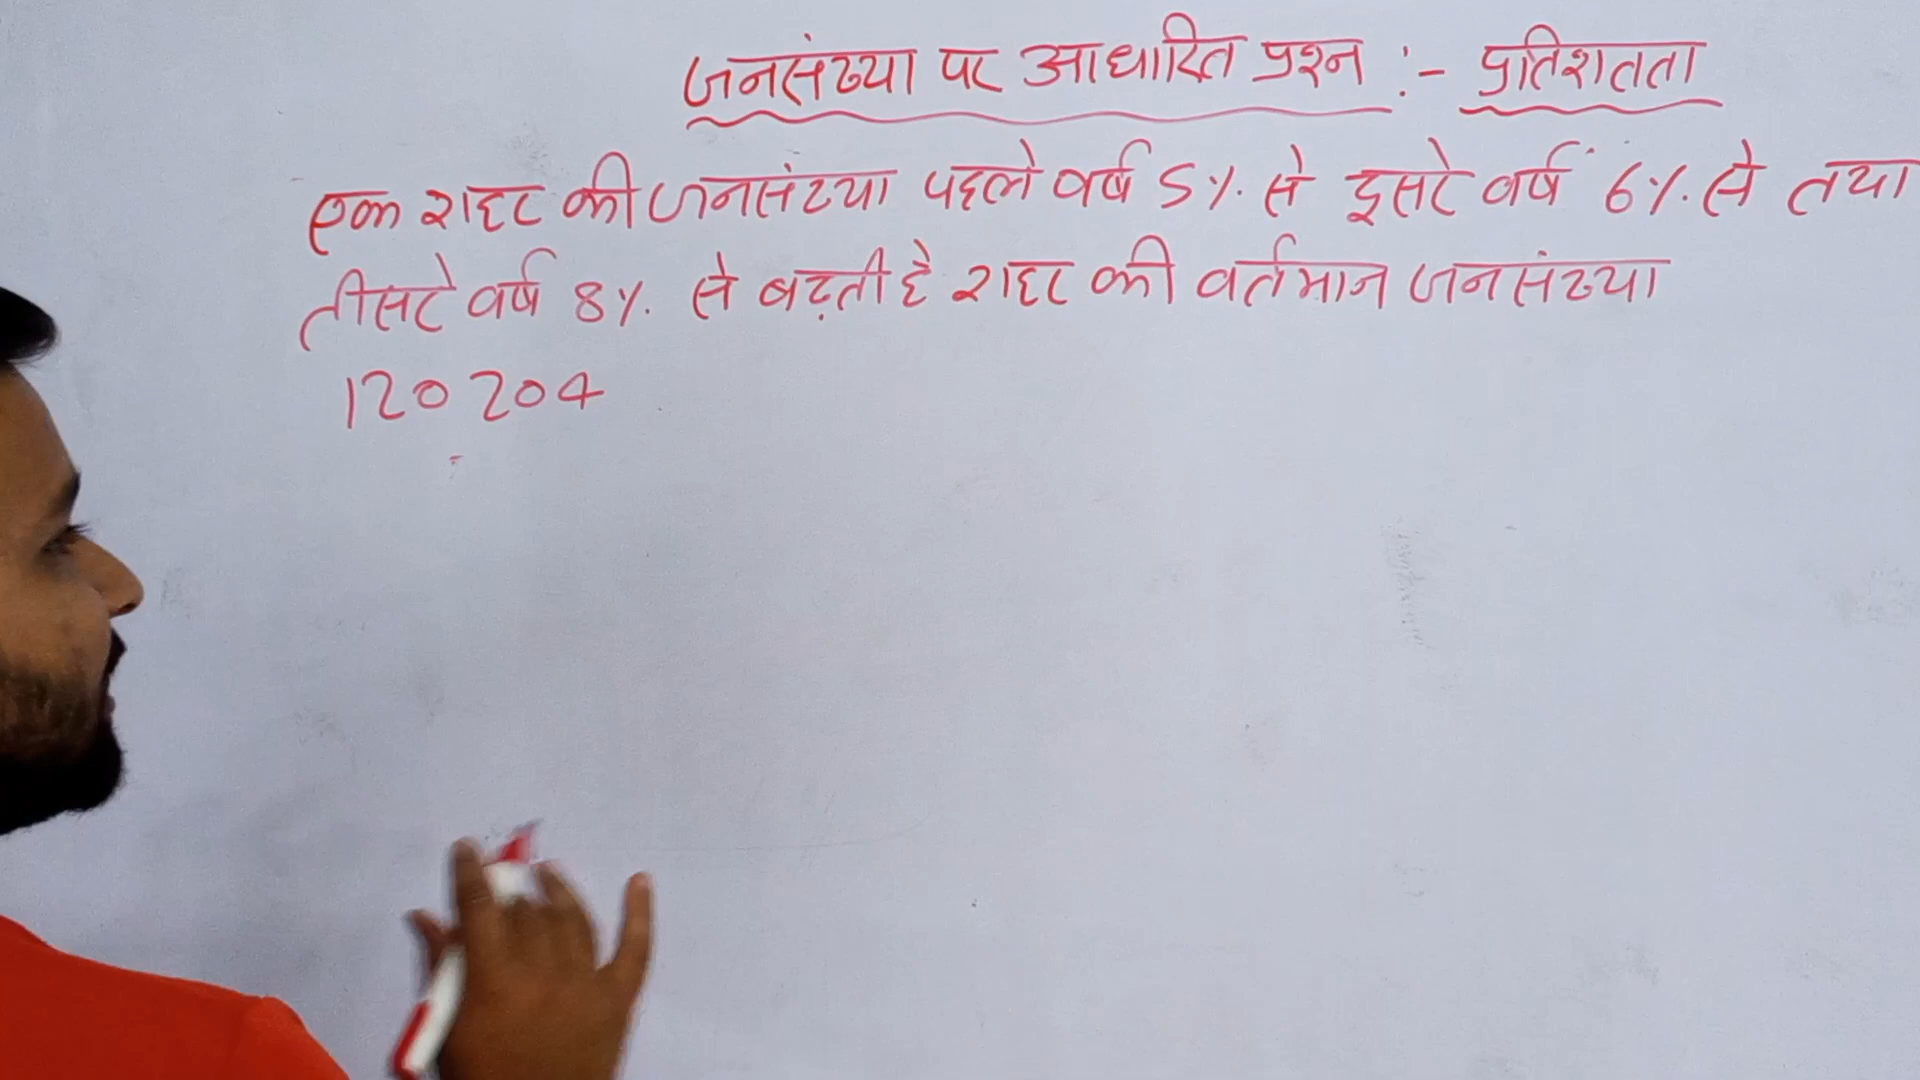 जनसंख्या पर आधारित प्रश्न :- प्रतिशतता
एक शहर की जनसंख्या पहले वर्ष 5% से दूसरे वर्ष 6% से तथा
तीसरे वर्ष 8% से बढ़ती है शहर की वर्तमान जनसंख्या
120204